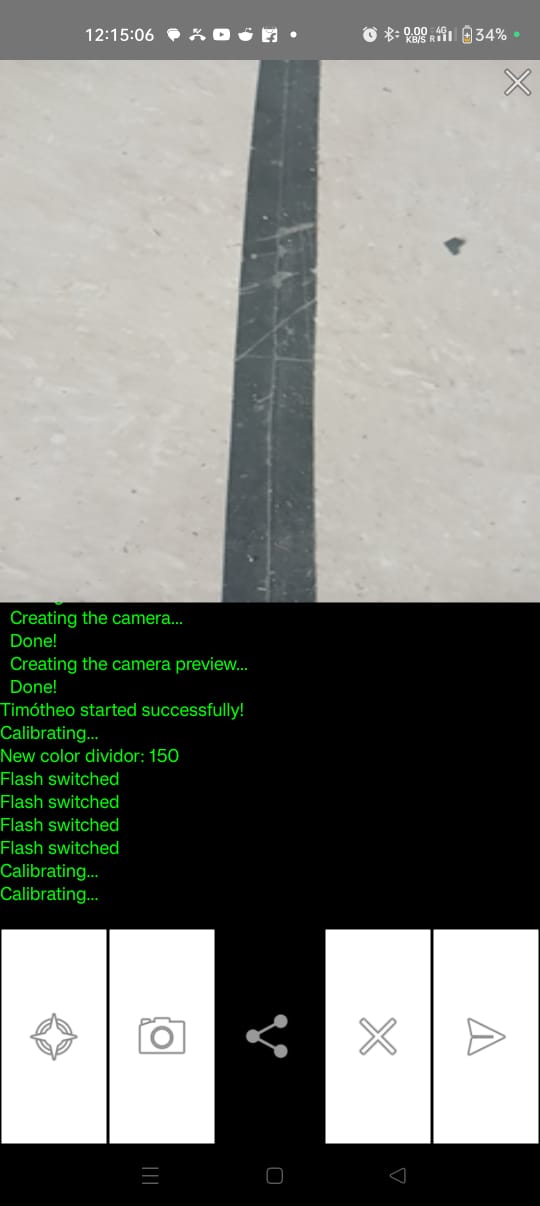 12:15:06 0.00 KB/S R 4G 34%
Creating the camera...
Done!
Creating the camera preview...
Done!
Timótheo started successfully!
Calibrating...
New color dividor: 150
Flash switched
Flash switched
Flash switched
Flash switched
Calibrating...
Calibrating...